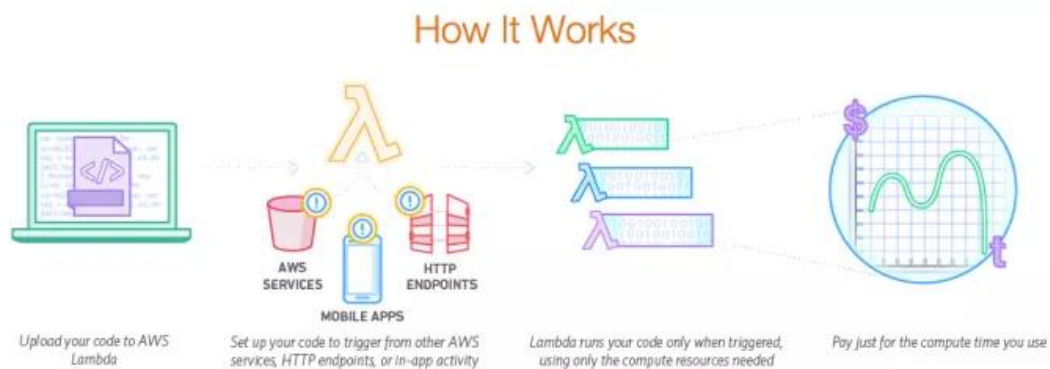 How It Works
$
t
AWS
SERVICES
MOBILE APPS
HTTP
ENDPOINTS
Upload your code to AWS
Lambda
Set up your code to trigger from other AWS
services, HTTP endpoints, or in-app activity
Lambda runs your code only when triggered,
using only the compute resources needed
Pay just for the compute time you use